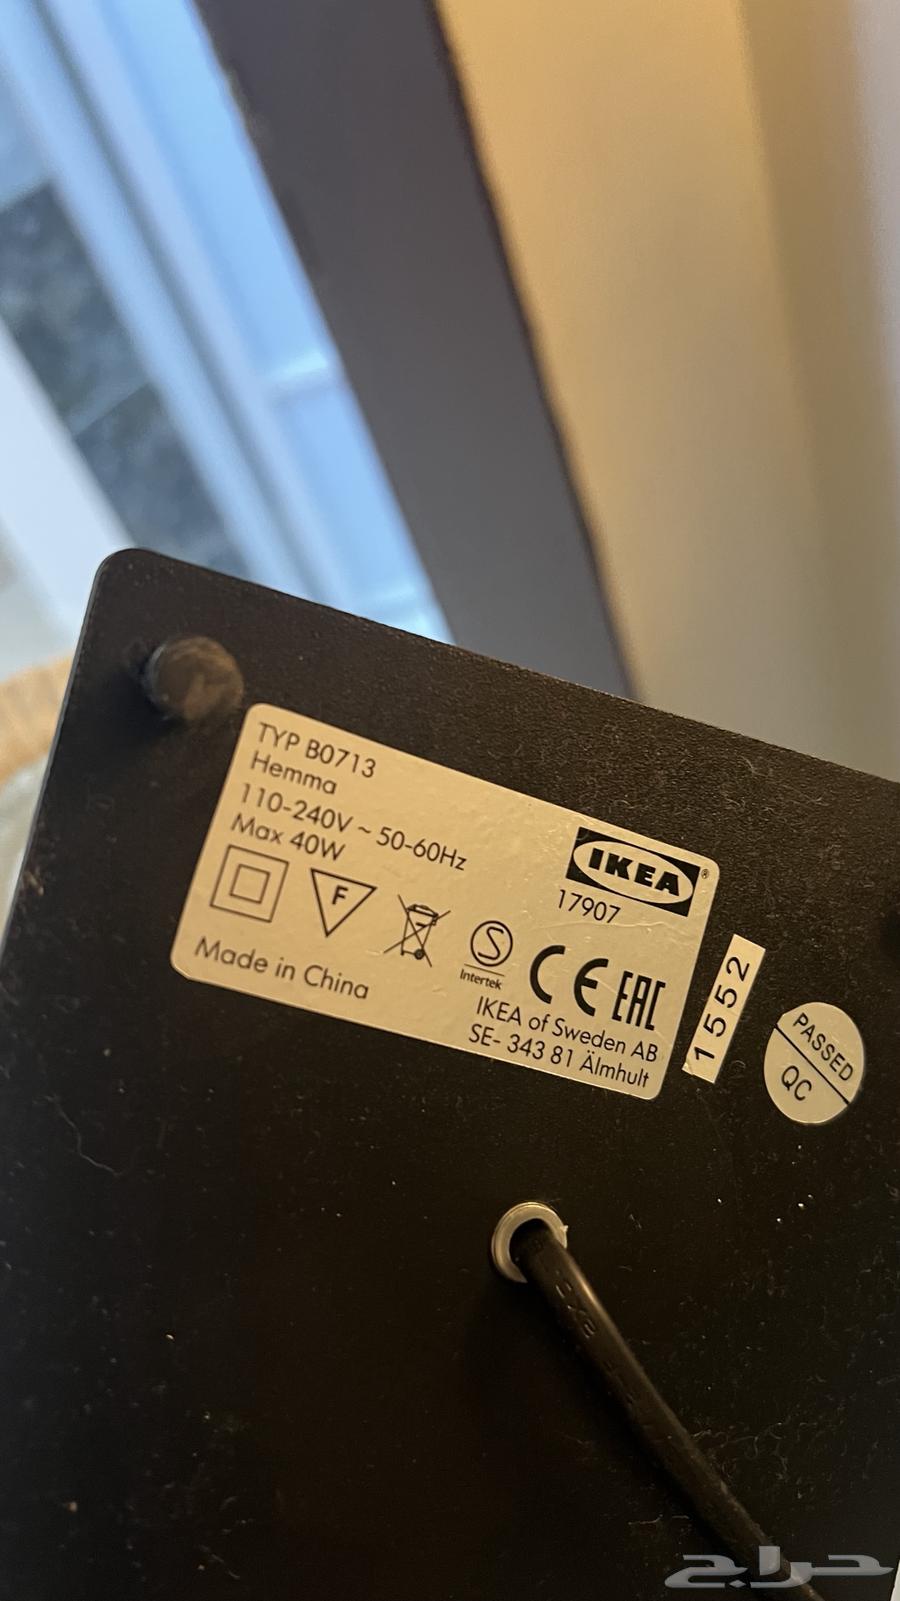 TYP B0713
Hemma
110-240V ~ 50-60Hz
Max 40W
IKEA®
17907
F
S
Intertek
CE EAC
Made in China
IKEA of Sweden AB
SE- 343 81 Älmhult
1552
PASSED
QC
حراج